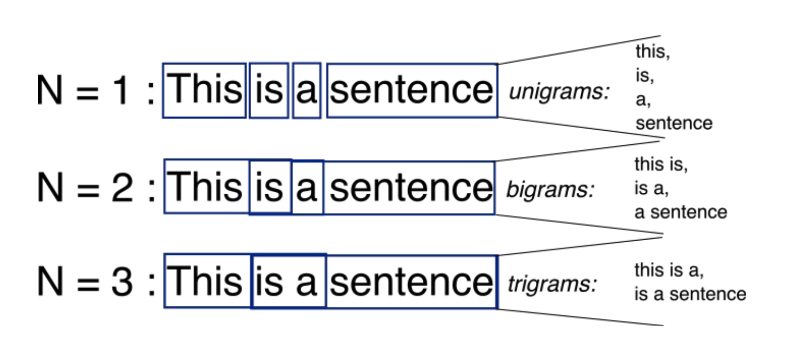 N = 1 : This is a sentence unigrams:
this,
is,
a,
sentence
N = 2 : This is a sentence bigrams:
this is,
is a,
a sentence
N = 3 : This is a sentence trigrams:
this is a,
is a sentence